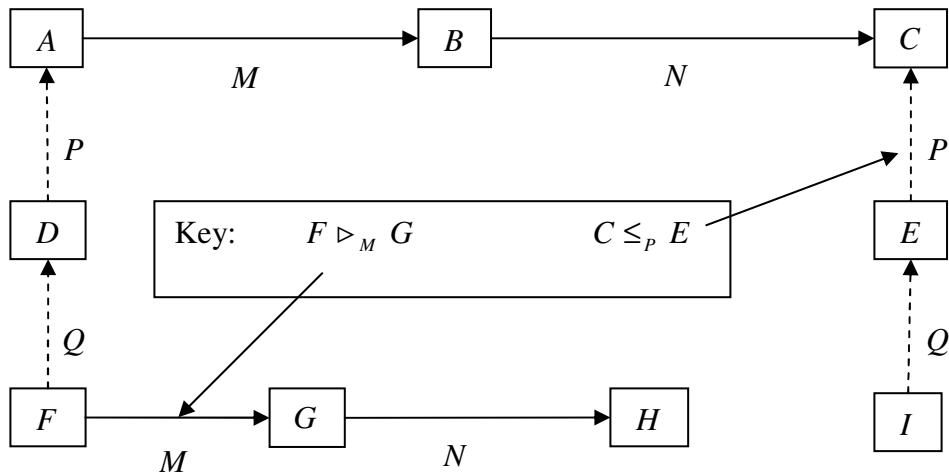 A B C
M N
P P
D Key: F ▷_M G C ≤_P E E
Q Q
F G H I
M N